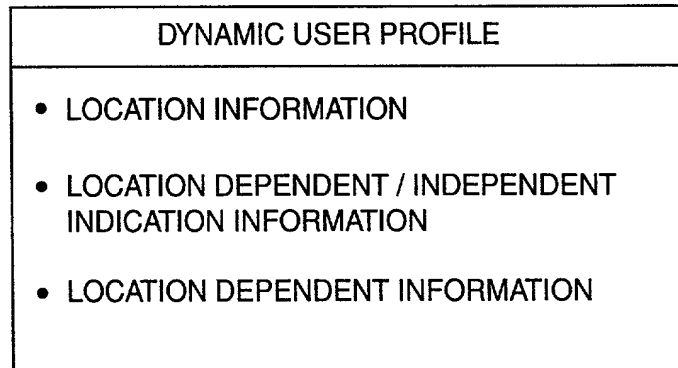 DYNAMIC USER PROFILE
• LOCATION INFORMATION
• LOCATION DEPENDENT / INDEPENDENT
INDICATION INFORMATION
• LOCATION DEPENDENT INFORMATION